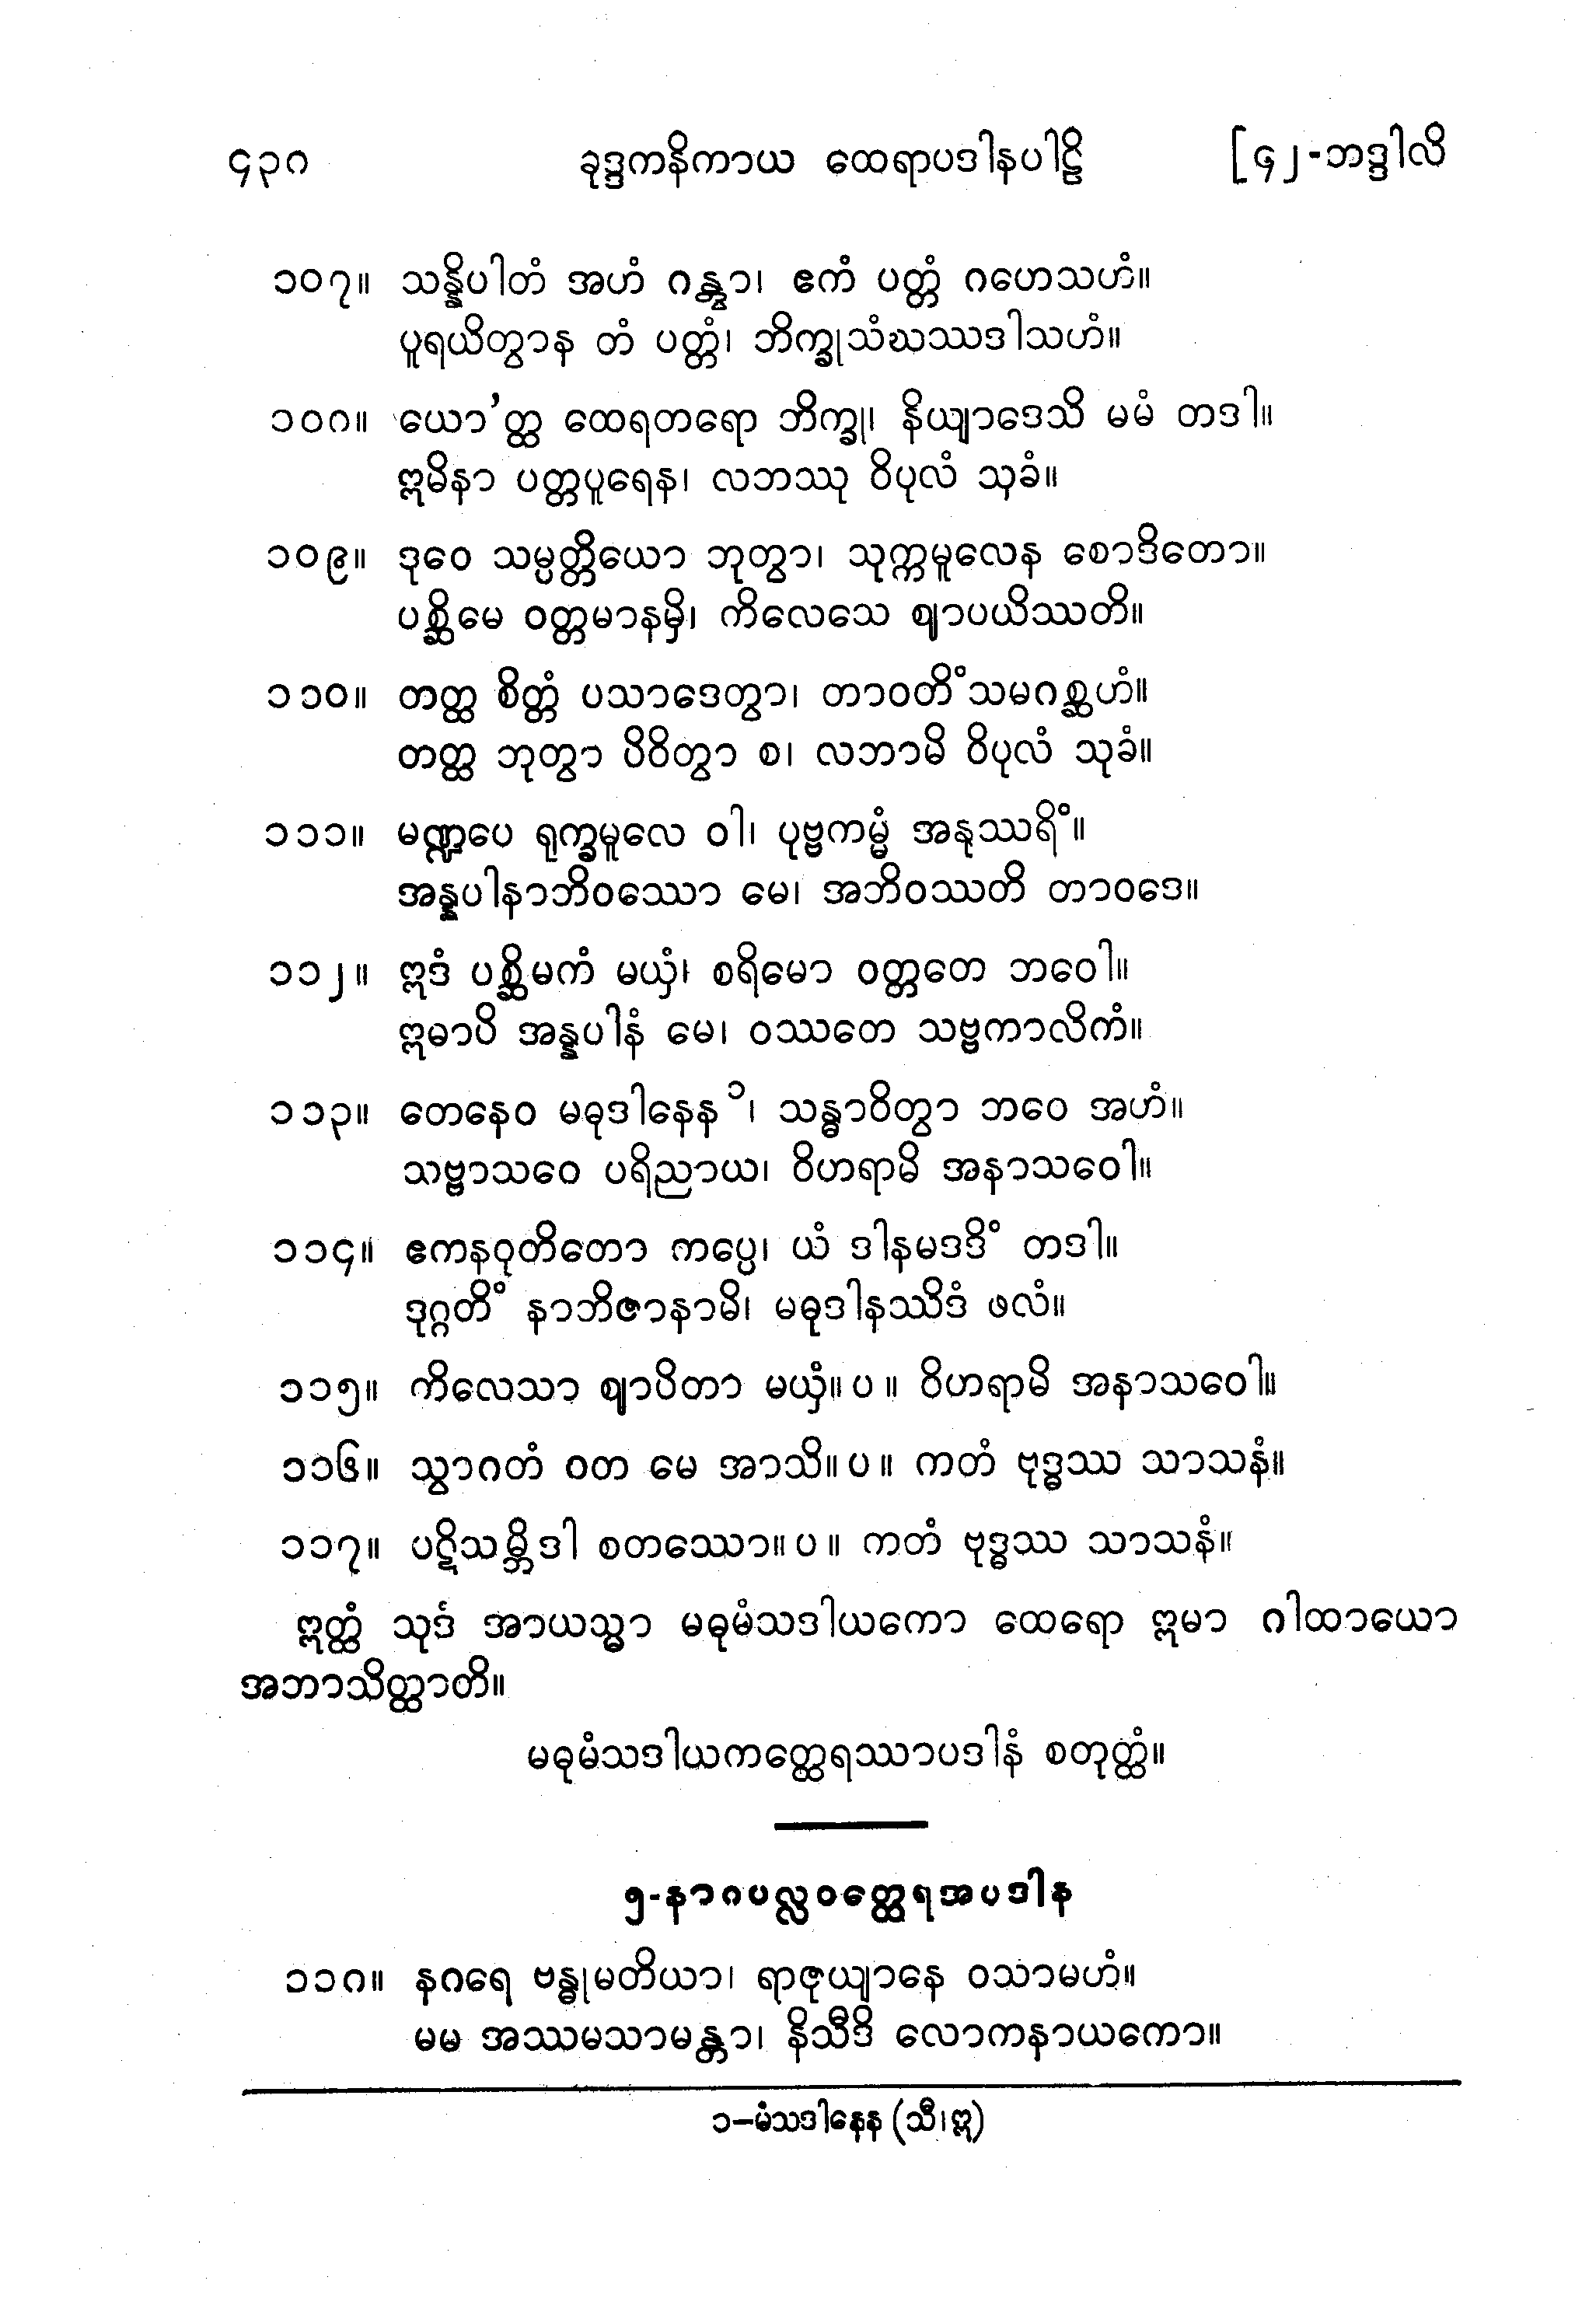 ၄၃၈ ခုဒ္ဒကနိကာယ ထေရာပဒါနပါဠိ [၄၂-ဘဒ္ဒါလိ
၁၀၇။ သန္နိပါတံ အဟံ ဂန္တွာ၊ ဧကံ ပတ္တံ ဂဟေသဟံ။
ပူရယိတွာန တံ ပတ္တံ၊ ဘိက္ခုသံဃဿဒါသဟံ။
၁၀၈။ ယော’တ္ထ ထေရတရော ဘိက္ခု၊ နိယျာဒေသိ မမံ တဒါ။
ဣမိနာ ပတ္တပူရေန၊ လဘဿု ဝိပုလံ သုခံ။
၁၀၉။ ဒုဝေ သမ္ပတ္တိယော ဘုတွာ၊ သုက္ကမူလေန စောဒိတော။
ပစ္ဆိမေ ဝတ္တမာနမှိ၊ ကိလေသေ ဈာပယိဿတိ။
၁၁၀။ တတ္ထ စိတ္တံ ပသာဒေတွာ၊ တာဝတိံသမဂစ္ဆဟံ။
တတ္ထ ဘုတွာ ပိဝိတွာ စ၊ လဘာမိ ဝိပုလံ သုခံ။
၁၁၁။ မဏ္ဍပေ ရုက္ခမူလေ ဝါ၊ ပုဗ္ဗကမ္မံ အနုဿရိံ။
အန္နပါနာဘိဝဿော မေ၊ အဘိဝဿတိ တာဝဒေ။
၁၁၂။ ဣဒံ ပစ္ဆိမကံ မယှံ၊ စရိမော ဝတ္တတေ ဘဝေါ။
ဣဓာပိ အန္နပါနံ မေ၊ ဝဿတေ သဗ္ဗကာလိကံ။
၁၁၃။ တေနေဝ မဓုဒါနေန၁၊ သန္ဓာဝိတွာ ဘဝေ အဟံ။
သဗ္ဗာသဝေ ပရိညာယ၊ ဝိဟရာမိ အနာသဝေါ။
၁၁၄။ ဧကနဝုတိတော ကပ္ပေ၊ ယံ ဒါနမဒဒိံ တဒါ။
ဒုဂ္ဂတိံ နာဘိဇာနာမိ၊ မဓုဒါနဿိဒံ ဖလံ။
၁၁၅။ ကိလေသာ ဈာပိတာ မယှံ။ ပ ။ ဝိဟရာမိ အနာသဝေါ။
၁၁၆။ သွာဂတံ ဝတ မေ အာသိ။ ပ ။ ကတံ ဗုဒ္ဓဿ သာသနံ။
၁၁၇။ ပဋိသမ္ဘိဒါ စတဿော။ ပ ။ ကတံ ဗုဒ္ဓဿ သာသနံ။
ဣတ္ထံ သုဒံ အာယသ္မာ မဓုမံသဒါယကော ထေရော ဣမာ ဂါထာယော
အဘာသိတ္ထာတိ။
မဓုမံသဒါယကတ္ထေရဿာပဒါနံ စတုတ္ထံ။
၅-နာဂပလ္လဝတ္ထေရအပဒါန
၁၁၈။ နဂရေ ဗန္ဓုမတိယာ၊ ရာဇုယျာနေ ဝသာမဟံ။
မမ အဿမသာမန္တာ၊ နိသီဒိ လောကနာယကော။
၁–မံသဒါနေန (သီ၊ ဣ)